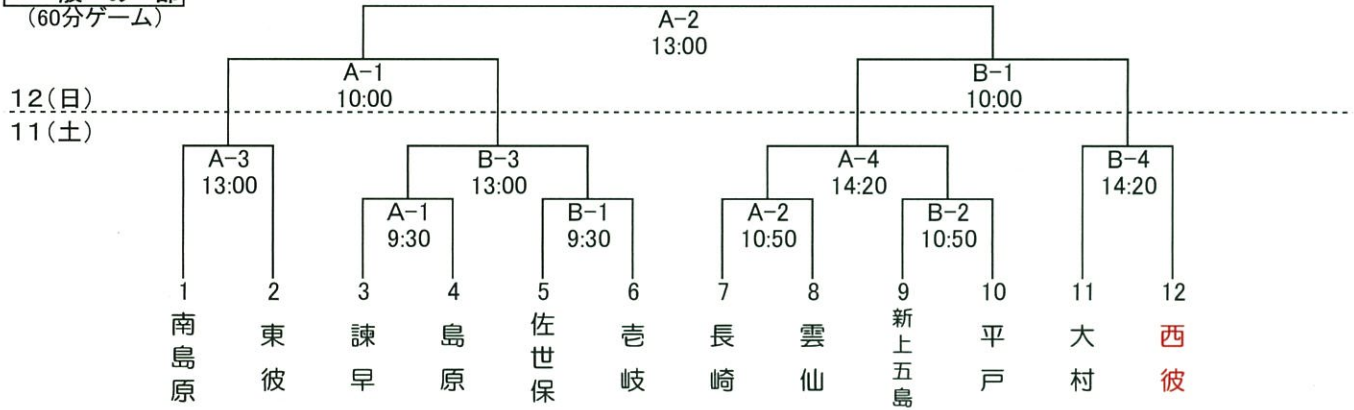 (60分ゲーム)
A-2
13:00
A-1
10:00
B-1
10:00
12(日)
11(土)
A-3
13:00
B-3
13:00
A-4
14:20
B-4
14:20
A-1
9:30
B-1
9:30
A-2
10:50
B-2
10:50
1 2 3 4 5 6 7 8 9 10 11 12
南島原
東彼
諫早
島原
佐世保
壱岐
長崎
雲仙
新上五島
平戸
大村
西彼